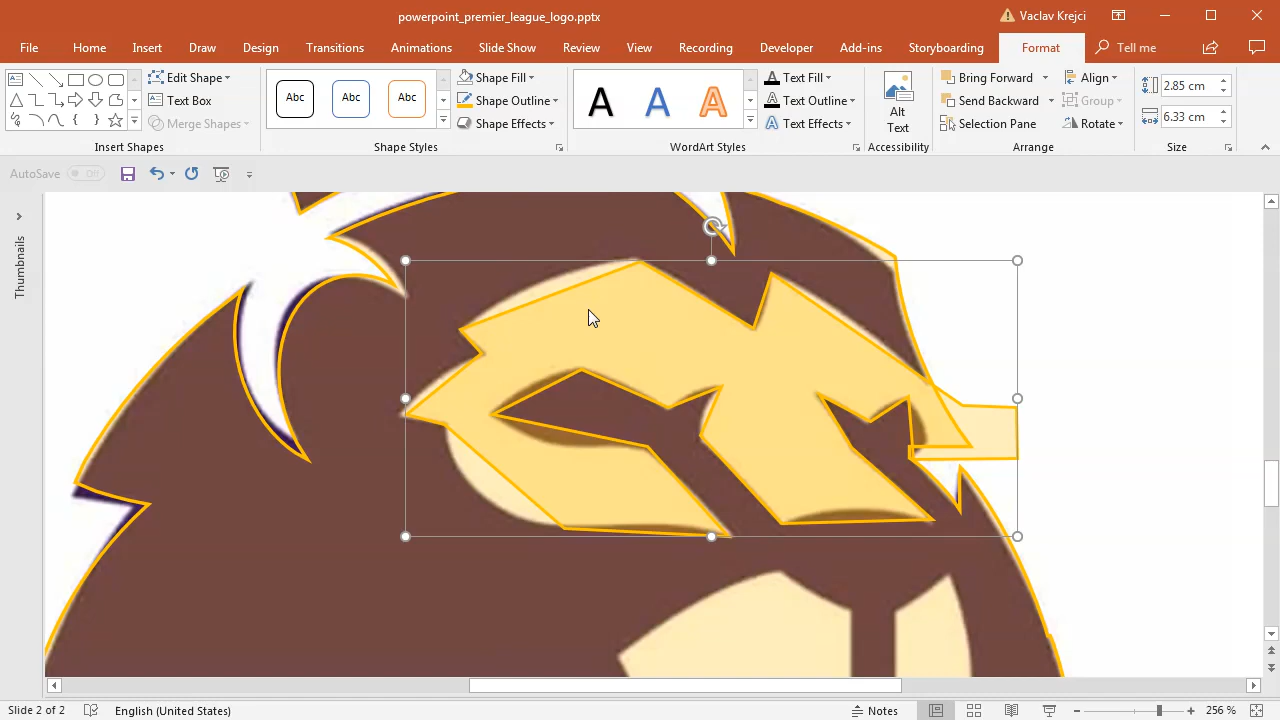 powerpoint_premier_league_logo.pptx
Vaclav Krejci
File Home Insert Draw Design Transitions Animations Slide Show Review View Recording Developer Add-ins Storyboarding Format Tell me
Edit Shape
Text Box
Merge Shapes
Insert Shapes
Abc Abc Abc
Shape Fill
Shape Outline
Shape Effects
Shape Styles
A A A
Text Fill
Text Outline
Text Effects
WordArt Styles
Alt
Text
Accessibility
Bring Forward
Send Backward
Selection Pane
Align
Group
Rotate
Arrange
2.85 cm
6.33 cm
Size
AutoSave Off
Thumbnails
Slide 2 of 2
English (United States)
Notes
256 %